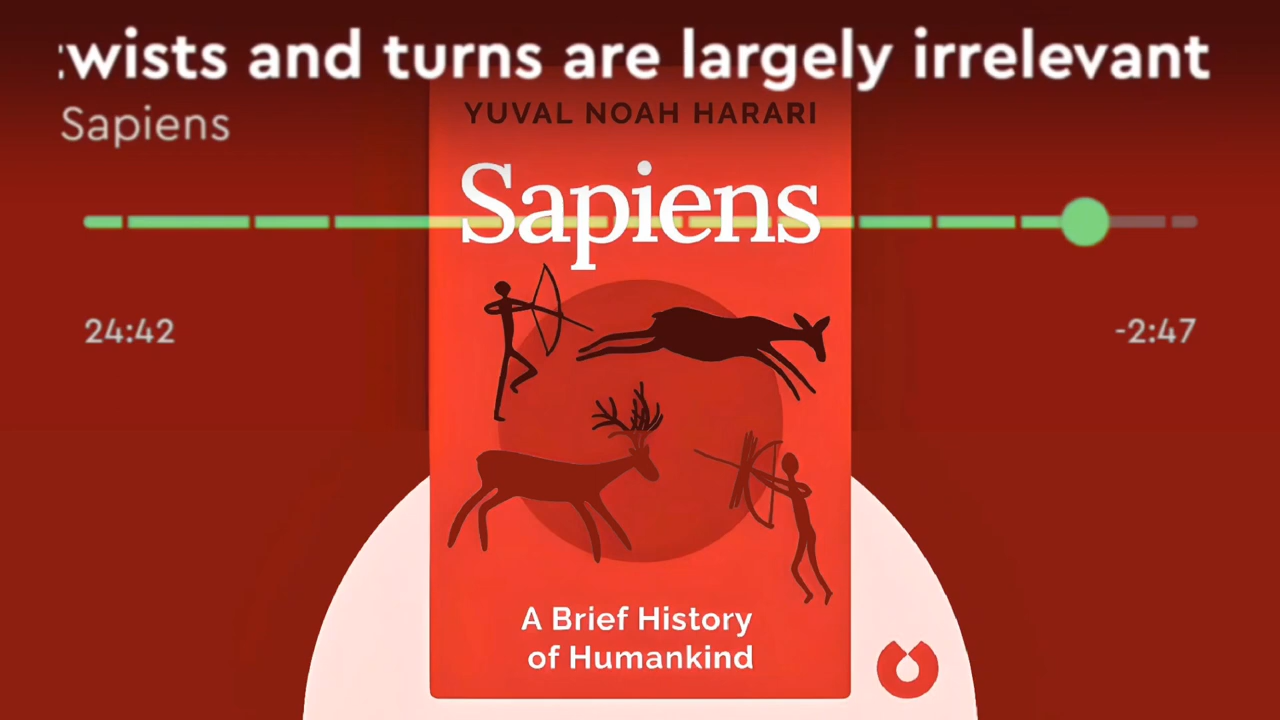 wists and turns are largely irrelevant
Sapiens
YUVAL NOAH HARARI
Sapiens
24:42
-2:47
A Brief History
of Humankind